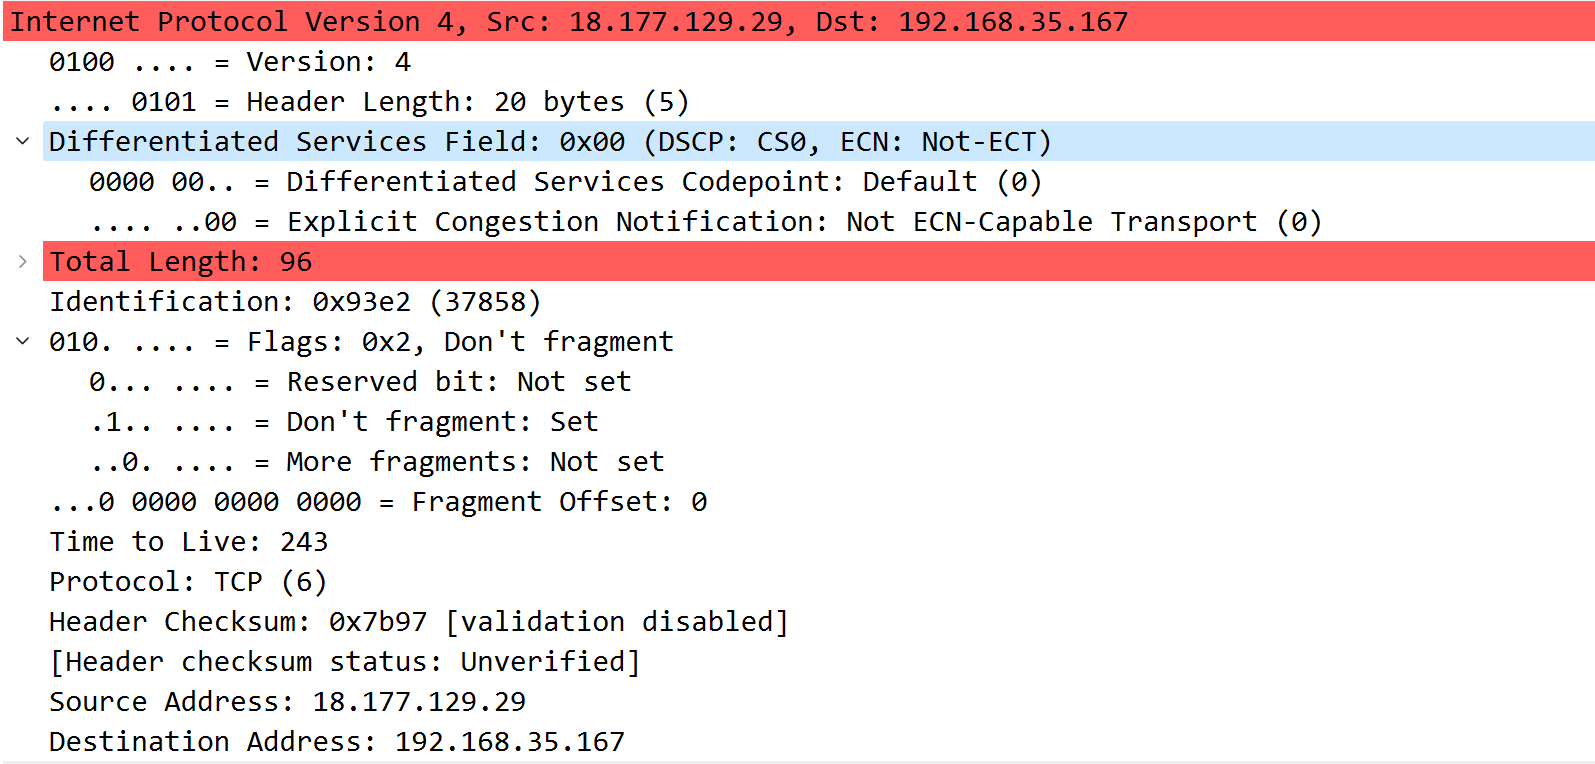 Internet Protocol Version 4, Src: 18.177.129.29, Dst: 192.168.35.167
0100 .... = Version: 4
.... 0101 = Header Length: 20 bytes (5)
Differentiated Services Field: 0x00 (DSCP: CS0, ECN: Not-ECT)
0000 00.. = Differentiated Services Codepoint: Default (0)
.... ..00 = Explicit Congestion Notification: Not ECN-Capable Transport (0)
Total Length: 96
Identification: 0x93e2 (37858)
010. .... = Flags: 0x2, Don't fragment
0... .... = Reserved bit: Not set
.1.. .... = Don't fragment: Set
..0. .... = More fragments: Not set
...0 0000 0000 0000 = Fragment Offset: 0
Time to Live: 243
Protocol: TCP (6)
Header Checksum: 0x7b97 [validation disabled]
[Header checksum status: Unverified]
Source Address: 18.177.129.29
Destination Address: 192.168.35.167